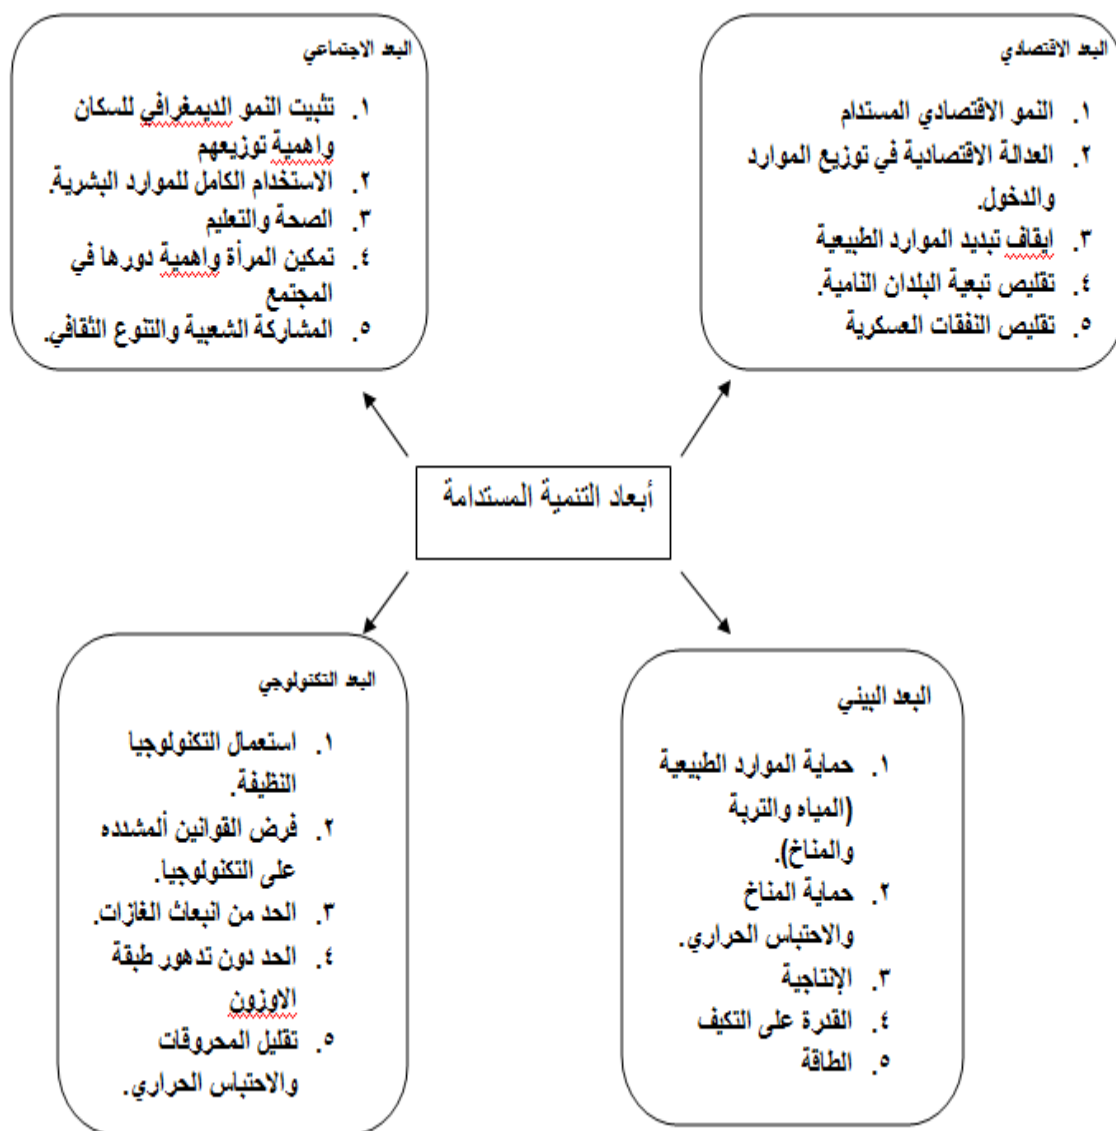 البعد الاقتصادي
١. النمو الاقتصادي المستدام
٢. العدالة الاقتصادية في توزيع الموارد
والدخول.
٣. ايقاف تبديد الموارد الطبيعية
٤. تقليص تبعية البلدان النامية.
٥. تقليص النفقات العسكرية
البعد الاجتماعي
١. تثبيت النمو الديمغرافي للسكان
واهمية توزيعهم
٢. الاستخدام الكامل للموارد البشرية.
٣. الصحة والتعليم
٤. تمكين المرأة واهمية دورها في
المجتمع
٥. المشاركة الشعبية والتنوع الثقافي.
أبعاد التنمية المستدامة
البعد البيئي
١. حماية الموارد الطبيعية
(المياه والتربة
والمناخ).
٢. حماية المناخ
والاحتباس الحراري.
٣. الإنتاجية
٤. القدرة على التكيف
٥. الطاقة
البعد التكنولوجي
١. استعمال التكنولوجيا
النظيفة.
٢. فرض القوانين ألمشدده
على التكنولوجيا.
٣. الحد من انبعاث الغازات.
٤. الحد دون تدهور طبقة
الاوزون
٥. تقليل المحروقات
والاحتباس الحراري.